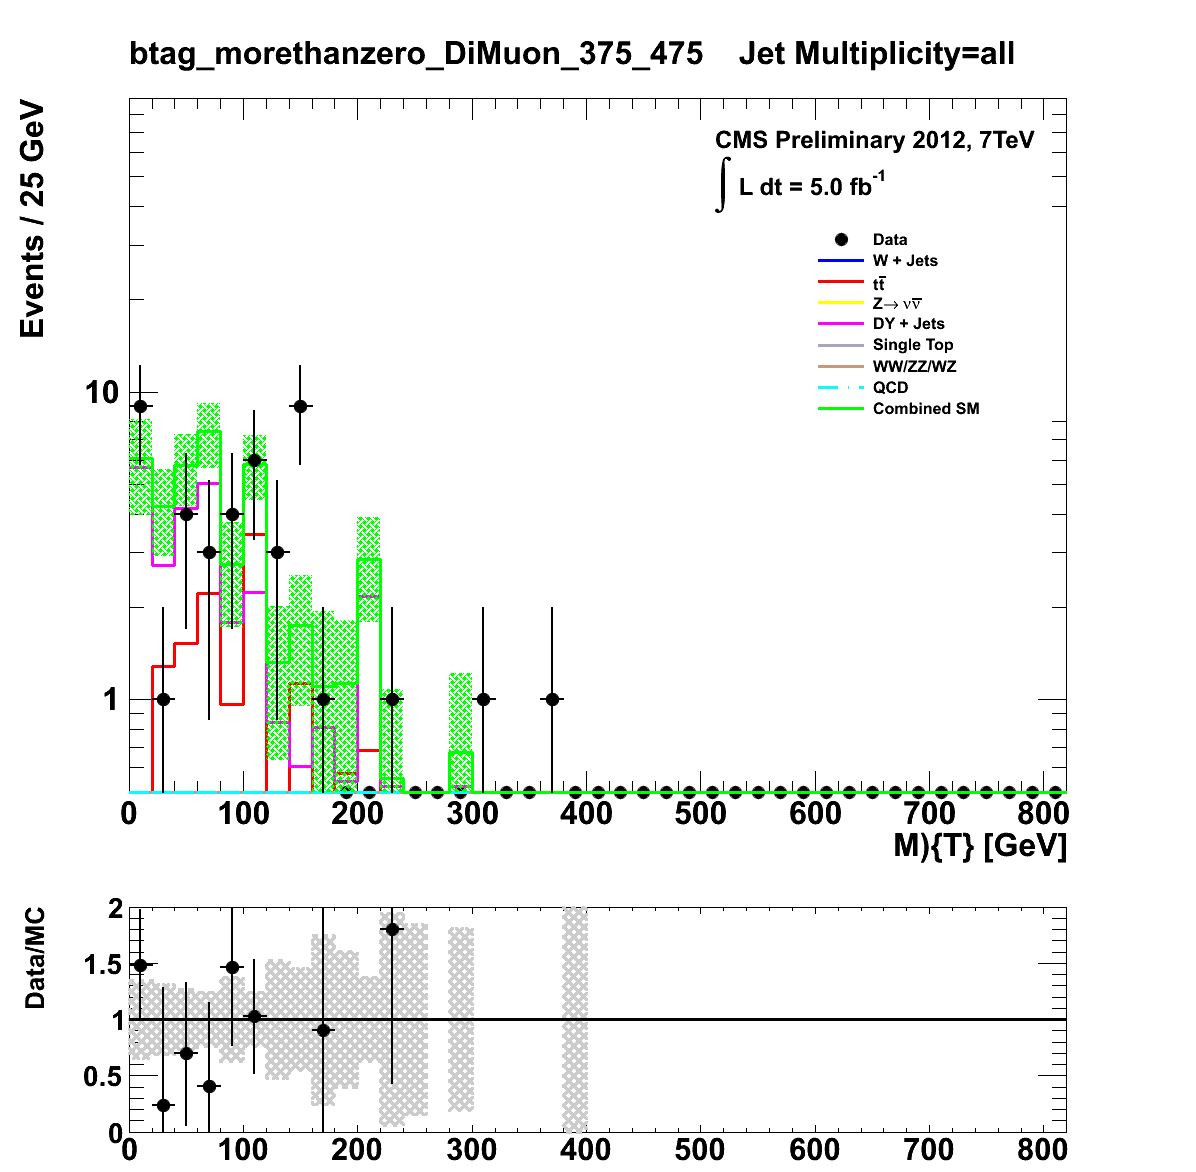 btag_morethanzero_DiMuon_375_475 Jet Multiplicity=all
Events / 25 GeV
CMS Preliminary 2012, 7TeV
∫ L dt = 5.0 fb⁻¹
Data
W + Jets
tt̅
Z→ νν̅
DY + Jets
Single Top
WW/ZZ/WZ
QCD
Combined SM
10
1
0 100 200 300 400 500 600 700 800
M){T} [GeV]
Data/MC
2
1.5
1
0.5
0
0 100 200 300 400 500 600 700 800